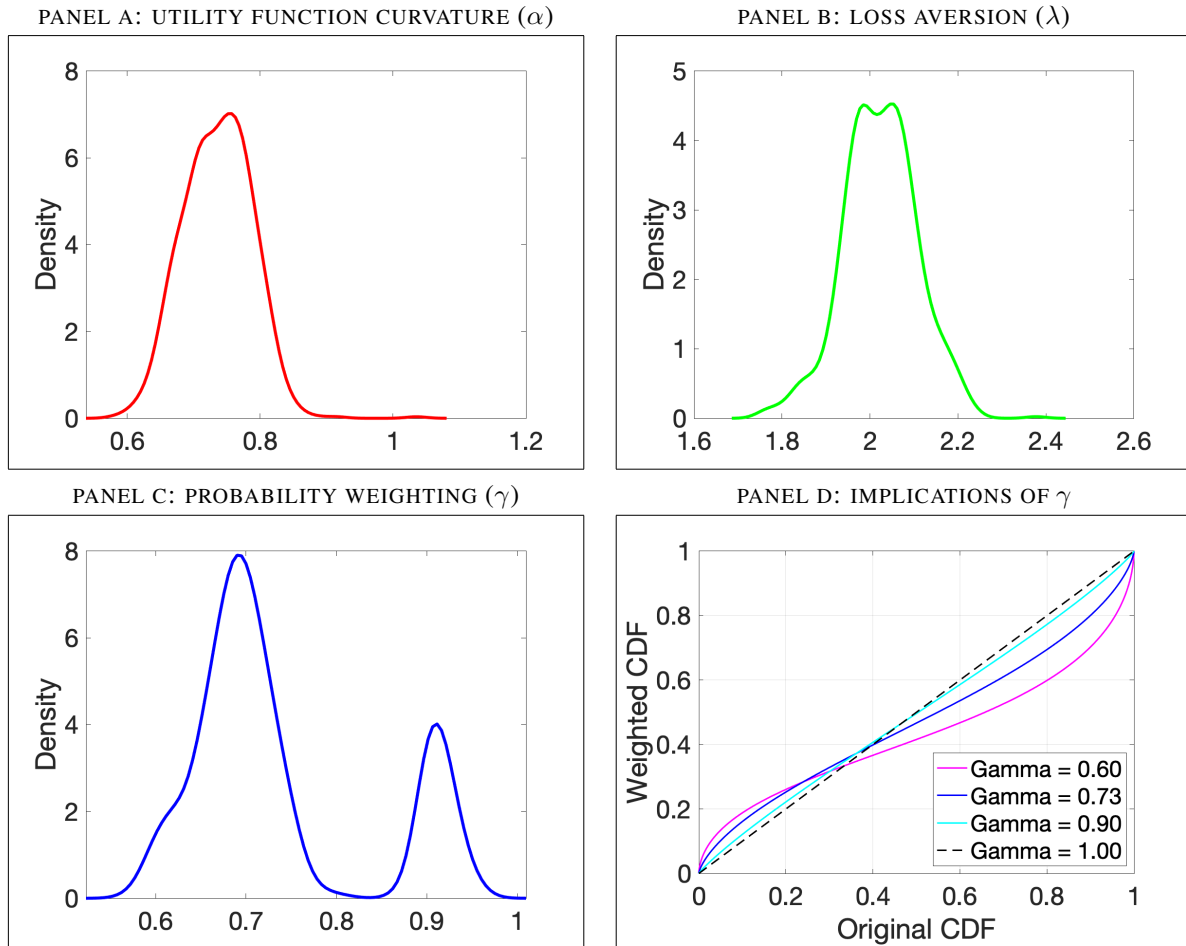 PANEL A: UTILITY FUNCTION CURVATURE (α)
8
6
4
2
0
Density
0.6 0.8 1 1.2
PANEL B: LOSS AVERSION (λ)
5
4
3
2
1
0
Density
1.6 1.8 2 2.2 2.4 2.6
PANEL C: PROBABILITY WEIGHTING (γ)
8
6
4
2
0
Density
0.6 0.7 0.8 0.9 1
PANEL D: IMPLICATIONS OF γ
1
0.8
0.6
0.4
0.2
0
Weighted CDF
Gamma = 0.60
Gamma = 0.73
Gamma = 0.90
Gamma = 1.00
0 0.2 0.4 0.6 0.8 1
Original CDF